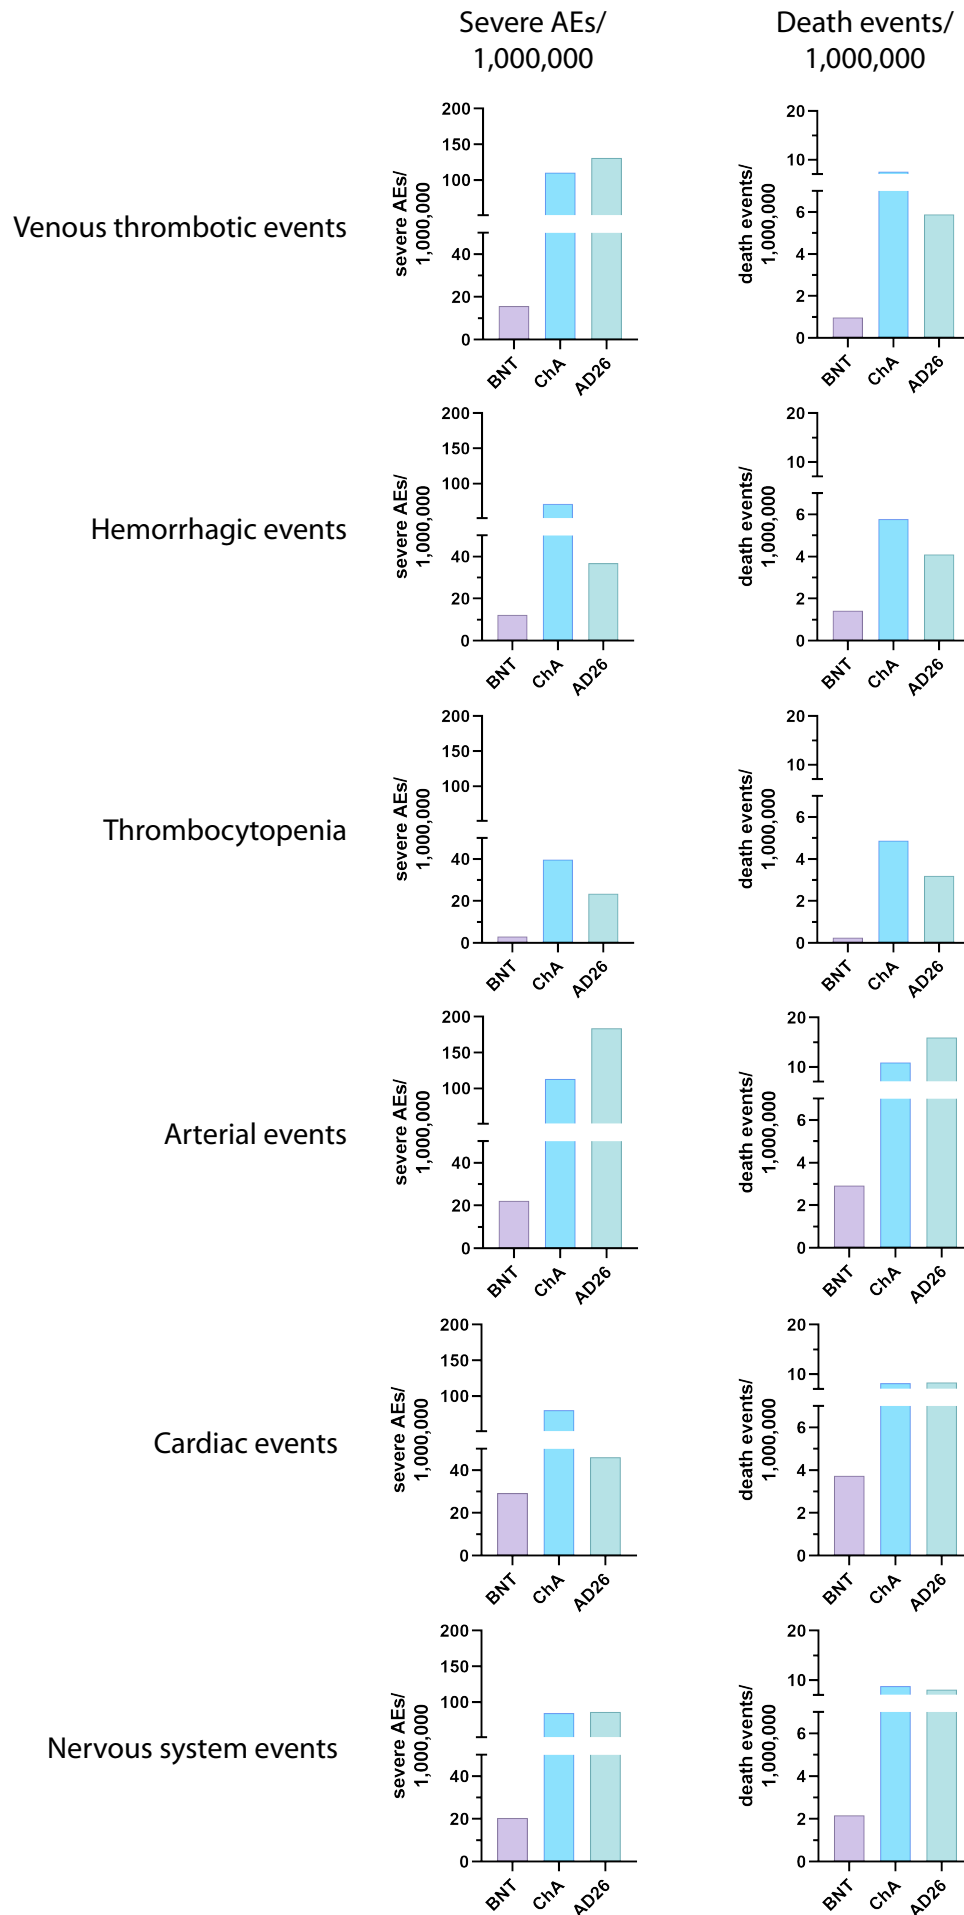 Severe AEs/
1,000,000
Death events/
1,000,000
Venous thrombotic events
severe AEs/
1,000,000
200
150
100
40
20
0
BNT
ChA
AD26
death events/
1,000,000
20
10
6
4
2
0
BNT
ChA
AD26
Hemorrhagic events
severe AEs/
1,000,000
200
150
100
40
20
0
BNT
ChA
AD26
death events/
1,000,000
20
10
6
4
2
0
BNT
ChA
AD26
Thrombocytopenia
severe AEs/
1,000,000
200
150
100
40
20
0
BNT
ChA
AD26
death events/
1,000,000
20
10
6
4
2
0
BNT
ChA
AD26
Arterial events
severe AEs/
1,000,000
200
150
100
40
20
0
BNT
ChA
AD26
death events/
1,000,000
20
10
6
4
2
0
BNT
ChA
AD26
Cardiac events
severe AEs/
1,000,000
200
150
100
40
20
0
BNT
ChA
AD26
death events/
1,000,000
20
10
6
4
2
0
BNT
ChA
AD26
Nervous system events
severe AEs/
1,000,000
200
150
100
40
20
0
BNT
ChA
AD26
death events/
1,000,000
20
10
6
4
2
0
BNT
ChA
AD26